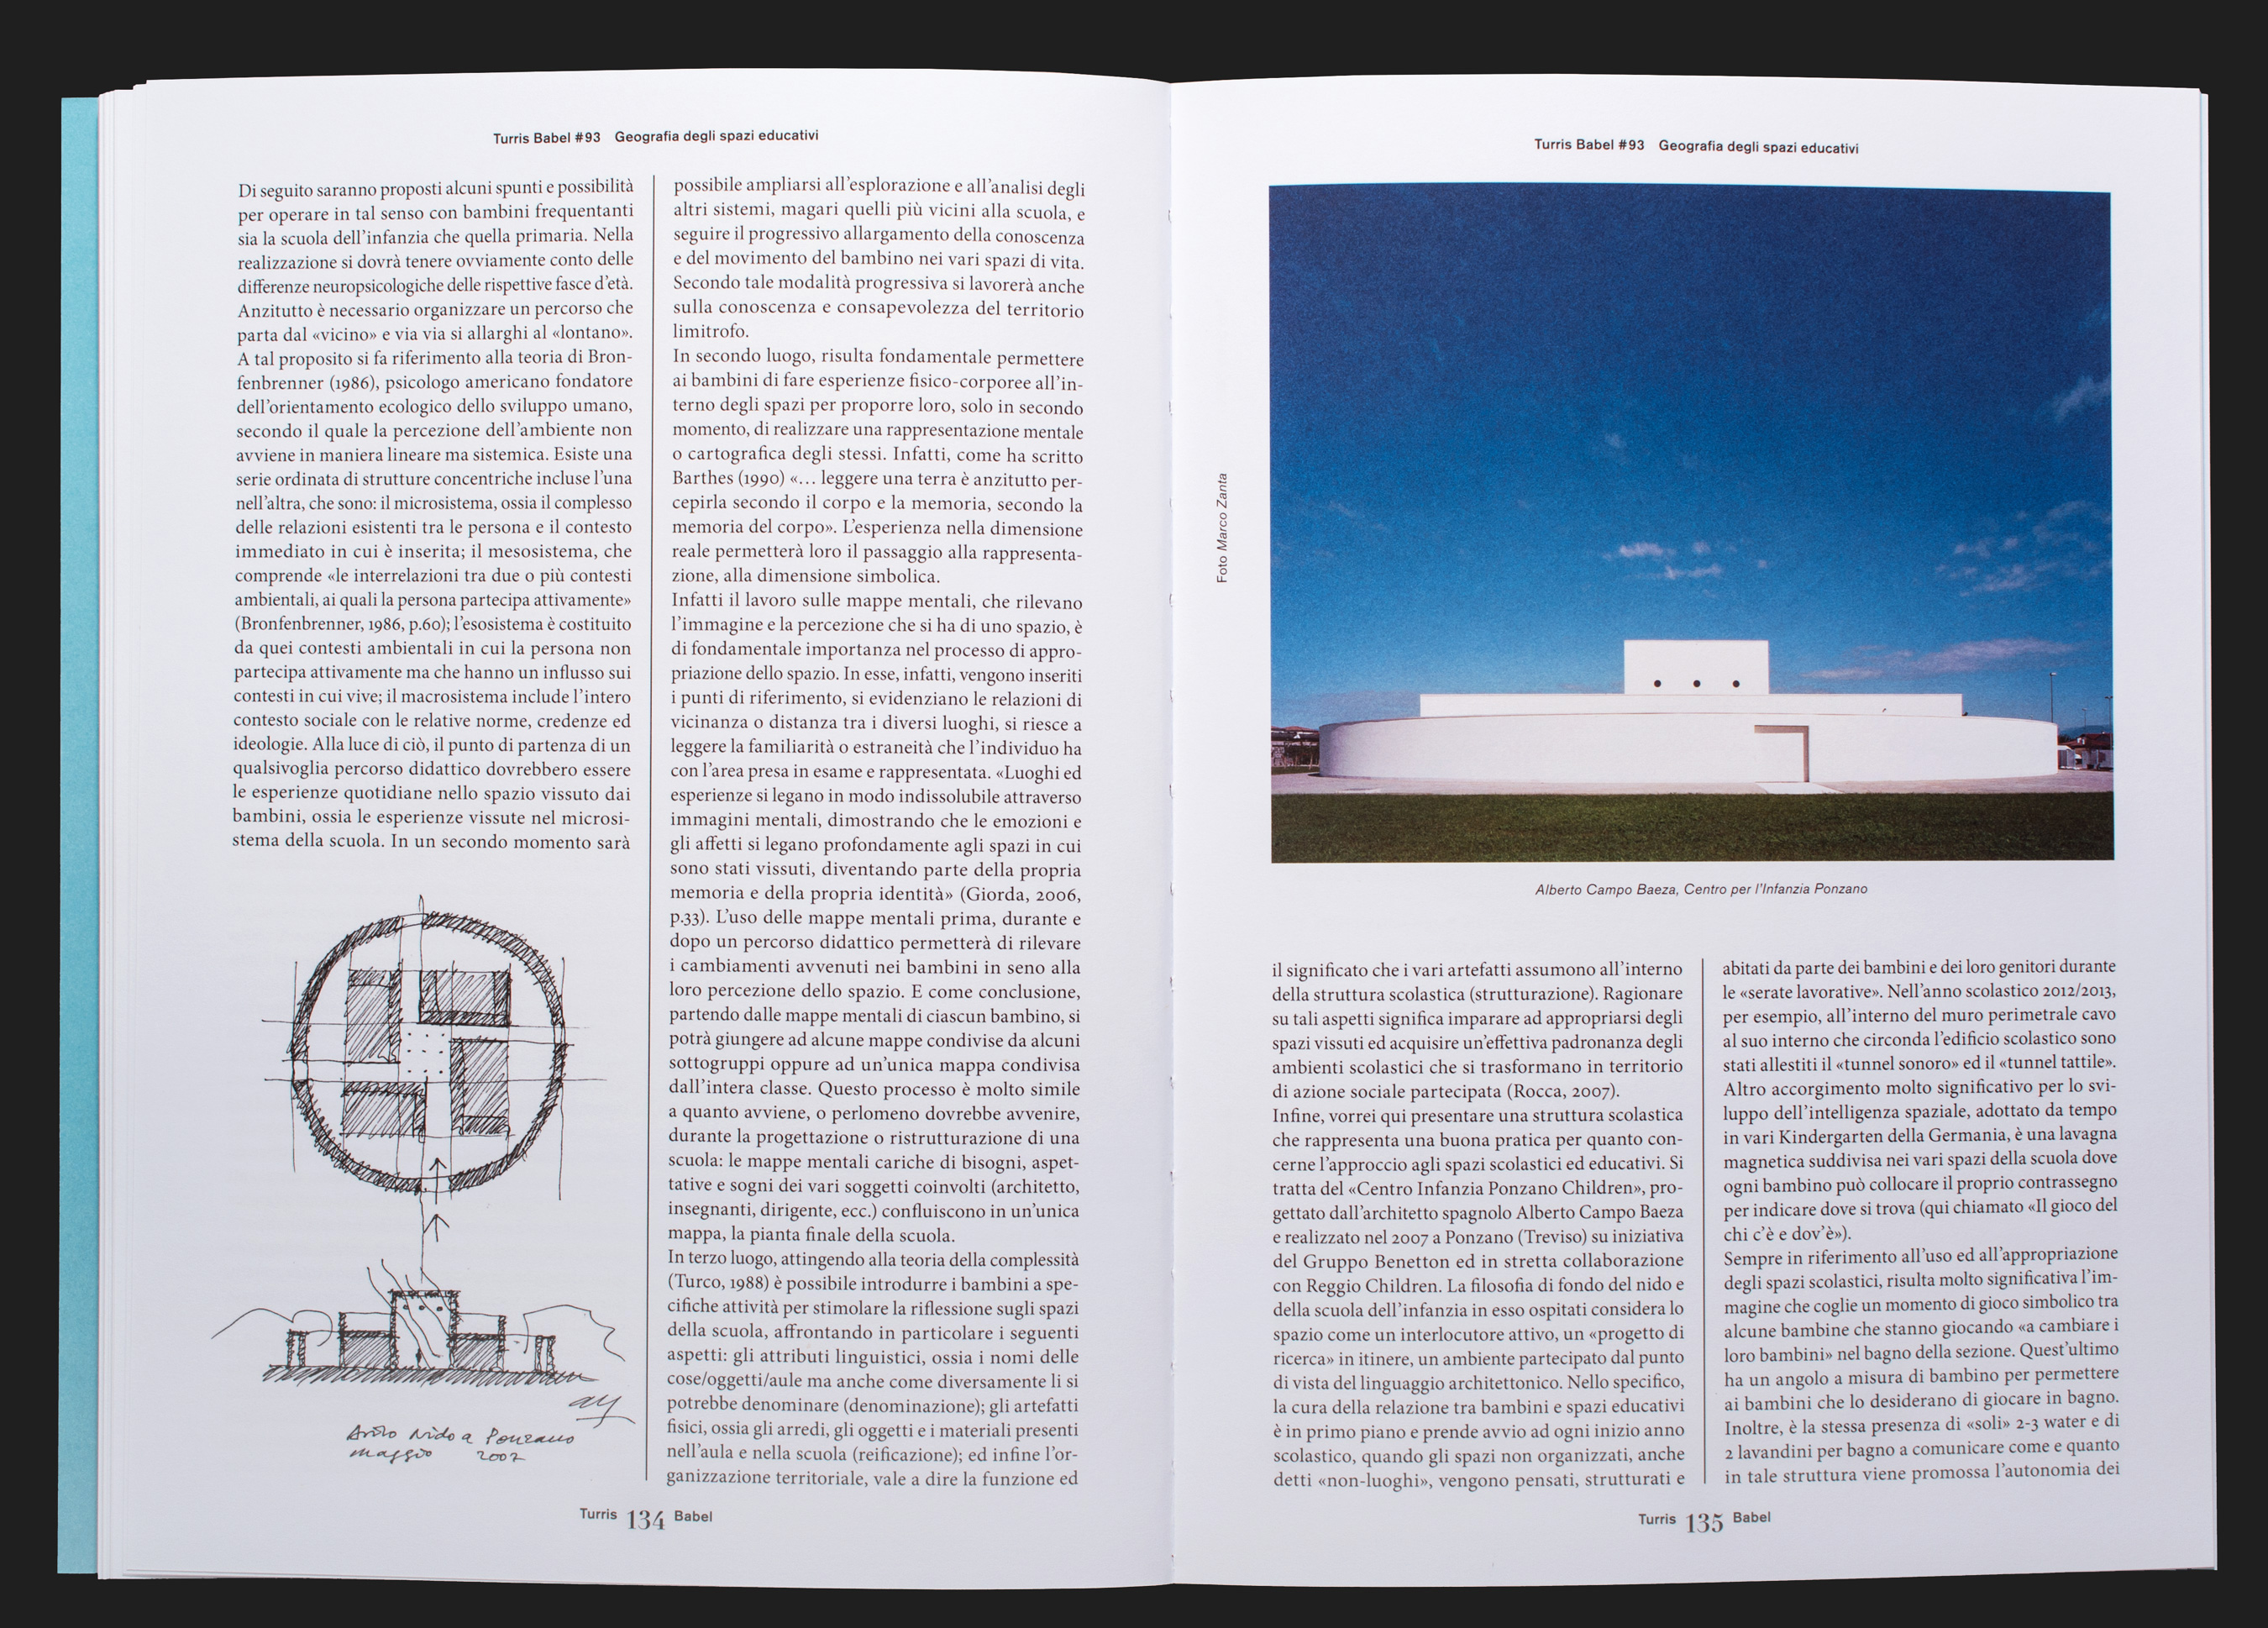 Turris Babel #93 Geografia degli spazi educativi
Di seguito saranno proposti alcuni spunti e possibilità
per operare in tal senso con bambini frequentanti
sia la scuola dell'infanzia che quella primaria. Nella
realizzazione si dovrà tenere ovviamente conto delle
differenze neuropsicologiche delle rispettive fasce d'età.
Anzitutto è necessario organizzare un percorso che
parta dal «vicino» e via via si allarghi al «lontano».
A tal proposito si fa riferimento alla teoria di Bron-
fenbrenner (1986), psicologo americano fondatore
dell'orientamento ecologico dello sviluppo umano,
secondo il quale la percezione dell'ambiente non
avviene in maniera lineare ma sistemica. Esiste una
serie ordinata di strutture concentriche incluse l'una
nell'altra, che sono: il microsistema, ossia il complesso
delle relazioni esistenti tra le persona e il contesto
immediato in cui è inserita; il mesosistema, che
comprende «le interrelazioni tra due o più contesti
ambientali, ai quali la persona partecipa attivamente»
(Bronfenbrenner, 1986, p.60); l'esosistema è costituito
da quei contesti ambientali in cui la persona non
partecipa attivamente ma che hanno un influsso sui
contesti in cui vive; il macrosistema include l'intero
contesto sociale con le relative norme, credenze ed
ideologie. Alla luce di ciò, il punto di partenza di un
qualsivoglia percorso didattico dovrebbero essere
le esperienze quotidiane nello spazio vissuto dai
bambini, ossia le esperienze vissute nel microsi-
stema della scuola. In un secondo momento sarà
Nido a Ponzano
maggio 2007
possibile ampliarsi all'esplorazione e all'analisi degli
altri sistemi, magari quelli più vicini alla scuola, e
seguire il progressivo allargamento della conoscenza
e del movimento del bambino nei vari spazi di vita.
Secondo tale modalità progressiva si lavorerà anche
sulla conoscenza e consapevolezza del territorio
limitrofo.
In secondo luogo, risulta fondamentale permettere
ai bambini di fare esperienze fisico-corporee all'in-
terno degli spazi per proporre loro, solo in secondo
momento, di realizzare una rappresentazione mentale
o cartografica degli stessi. Infatti, come ha scritto
Barthes (1990) «… leggere una terra è anzitutto per-
cepirla secondo il corpo e la memoria, secondo la
memoria del corpo». L'esperienza nella dimensione
reale permetterà loro il passaggio alla rappresenta-
zione, alla dimensione simbolica.
Infatti il lavoro sulle mappe mentali, che rilevano
l'immagine e la percezione che si ha di uno spazio, è
di fondamentale importanza nel processo di appro-
priazione dello spazio. In esse, infatti, vengono inseriti
i punti di riferimento, si evidenziano le relazioni di
vicinanza o distanza tra i diversi luoghi, si riesce a
leggere la familiarità o estraneità che l'individuo ha
con l'area presa in esame e rappresentata. «Luoghi ed
esperienze si legano in modo indissolubile attraverso
immagini mentali, dimostrando che le emozioni e
gli affetti si legano profondamente agli spazi in cui
sono stati vissuti, diventando parte della propria
memoria e della propria identità» (Giorda, 2006,
p.33). L'uso delle mappe mentali prima, durante e
dopo un percorso didattico permetterà di rilevare
i cambiamenti avvenuti nei bambini in seno alla
loro percezione dello spazio. E come conclusione,
partendo dalle mappe mentali di ciascun bambino, si
potrà giungere ad alcune mappe condivise da alcuni
sottogruppi oppure ad un'unica mappa condivisa
dall'intera classe. Questo processo è molto simile
a quanto avviene, o perlomeno dovrebbe avvenire,
durante la progettazione o ristrutturazione di una
scuola: le mappe mentali cariche di bisogni, aspet-
tative e sogni dei vari soggetti coinvolti (architetto,
insegnanti, dirigente, ecc.) confluiscono in un'unica
mappa, la pianta finale della scuola.
In terzo luogo, attingendo alla teoria della complessità
(Turco, 1988) è possibile introdurre i bambini a spe-
cifiche attività per stimolare la riflessione sugli spazi
della scuola, affrontando in particolare i seguenti
aspetti: gli attributi linguistici, ossia i nomi delle
cose/oggetti/aule ma anche come diversamente li si
potrebbe denominare (denominazione); gli artefatti
fisici, ossia gli arredi, gli oggetti e i materiali presenti
nell'aula e nella scuola (reificazione); ed infine l'or-
ganizzazione territoriale, vale a dire la funzione ed
Turris 134 Babel
Turris Babel #93 Geografia degli spazi educativi
Foto Marco Zanta
Alberto Campo Baeza, Centro per l'Infanzia Ponzano
il significato che i vari artefatti assumono all'interno
della struttura scolastica (strutturazione). Ragionare
su tali aspetti significa imparare ad appropriarsi degli
spazi vissuti ed acquisire un'effettiva padronanza degli
ambienti scolastici che si trasformano in territorio
di azione sociale partecipata (Rocca, 2007).
Infine, vorrei qui presentare una struttura scolastica
che rappresenta una buona pratica per quanto con-
cerne l'approccio agli spazi scolastici ed educativi. Si
tratta del «Centro Infanzia Ponzano Children», pro-
gettato dall'architetto spagnolo Alberto Campo Baeza
e realizzato nel 2007 a Ponzano (Treviso) su iniziativa
del Gruppo Benetton ed in stretta collaborazione
con Reggio Children. La filosofia di fondo del nido e
della scuola dell'infanzia in esso ospitati considera lo
spazio come un interlocutore attivo, un «progetto di
ricerca» in itinere, un ambiente partecipato dal punto
di vista del linguaggio architettonico. Nello specifico,
la cura della relazione tra bambini e spazi educativi
è in primo piano e prende avvio ad ogni inizio anno
scolastico, quando gli spazi non organizzati, anche
detti «non-luoghi», vengono pensati, strutturati e
abitati da parte dei bambini e dei loro genitori durante
le «serate lavorative». Nell'anno scolastico 2012/2013,
per esempio, all'interno del muro perimetrale cavo
al suo interno che circonda l'edificio scolastico sono
stati allestiti il «tunnel sonoro» ed il «tunnel tattile».
Altro accorgimento molto significativo per lo svi-
luppo dell'intelligenza spaziale, adottato da tempo
in vari Kindergarten della Germania, è una lavagna
magnetica suddivisa nei vari spazi della scuola dove
ogni bambino può collocare il proprio contrassegno
per indicare dove si trova (qui chiamato «Il gioco del
chi c'è e dov'è»).
Sempre in riferimento all'uso ed all'appropriazione
degli spazi scolastici, risulta molto significativa l'im-
magine che coglie un momento di gioco simbolico tra
alcune bambine che stanno giocando «a cambiare i
loro bambini» nel bagno della sezione. Quest'ultimo
ha un angolo a misura di bambino per permettere
ai bambini che lo desiderano di giocare in bagno.
Inoltre, è la stessa presenza di «soli» 2-3 water e di
2 lavandini per bagno a comunicare come e quanto
in tale struttura viene promossa l'autonomia dei
Turris 135 Babel